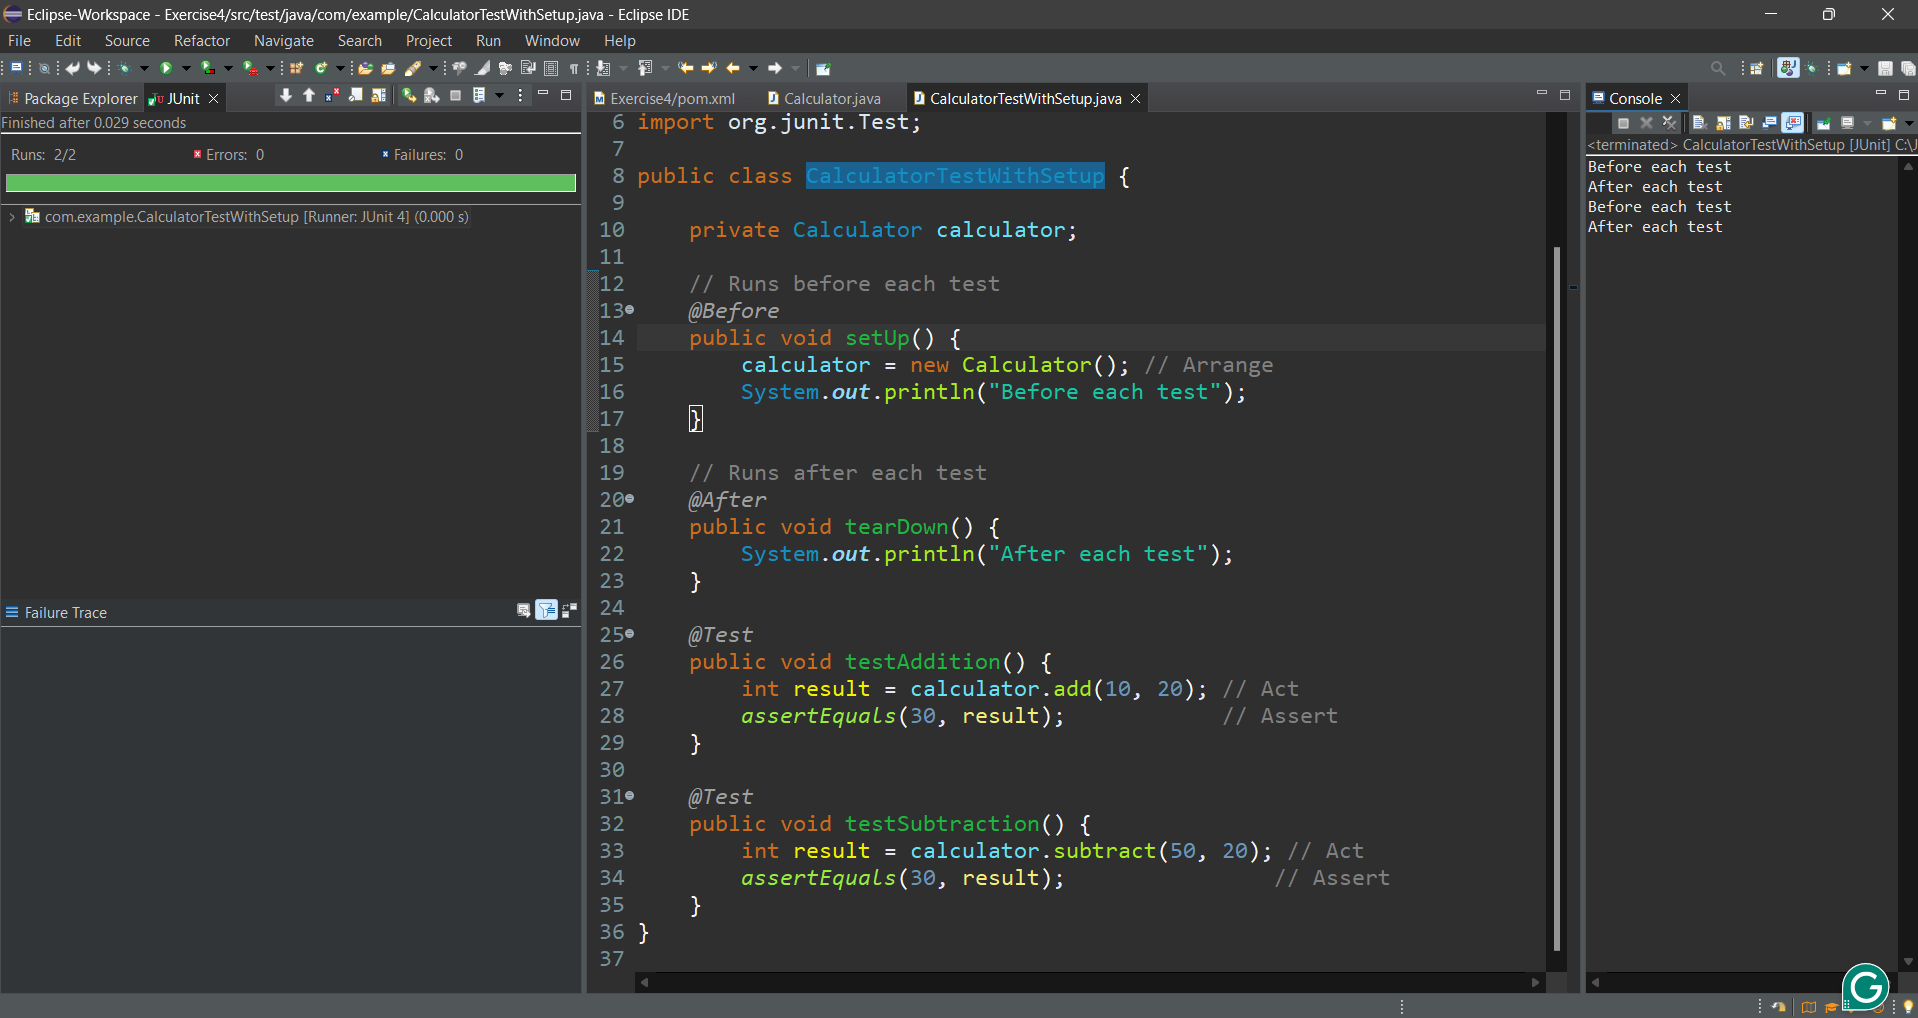 Eclipse-Workspace - Exercise4/src/test/java/com/example/CalculatorTestWithSetup.java - Eclipse IDE
File Edit Source Refactor Navigate Search Project Run Window Help
Package Explorer JUnit
Finished after 0.029 seconds
Runs: 2/2 Errors: 0 Failures: 0
com.example.CalculatorTestWithSetup [Runner: JUnit 4] (0.000 s)
Failure Trace
Exercise4/pom.xml Calculator.java CalculatorTestWithSetup.java
6 import org.junit.Test;
7
8 public class CalculatorTestWithSetup {
9
10     private Calculator calculator;
11
12     // Runs before each test
13     @Before
14     public void setUp() {
15         calculator = new Calculator(); // Arrange
16         System.out.println("Before each test");
17     }
18
19     // Runs after each test
20     @After
21     public void tearDown() {
22         System.out.println("After each test");
23     }
24
25     @Test
26     public void testAddition() {
27         int result = calculator.add(10, 20); // Act
28         assertEquals(30, result);            // Assert
29     }
30
31     @Test
32     public void testSubtraction() {
33         int result = calculator.subtract(50, 20); // Act
34         assertEquals(30, result);                // Assert
35     }
36 }
37
Console
<terminated> CalculatorTestWithSetup [JUnit] C:\J
Before each test
After each test
Before each test
After each test
G